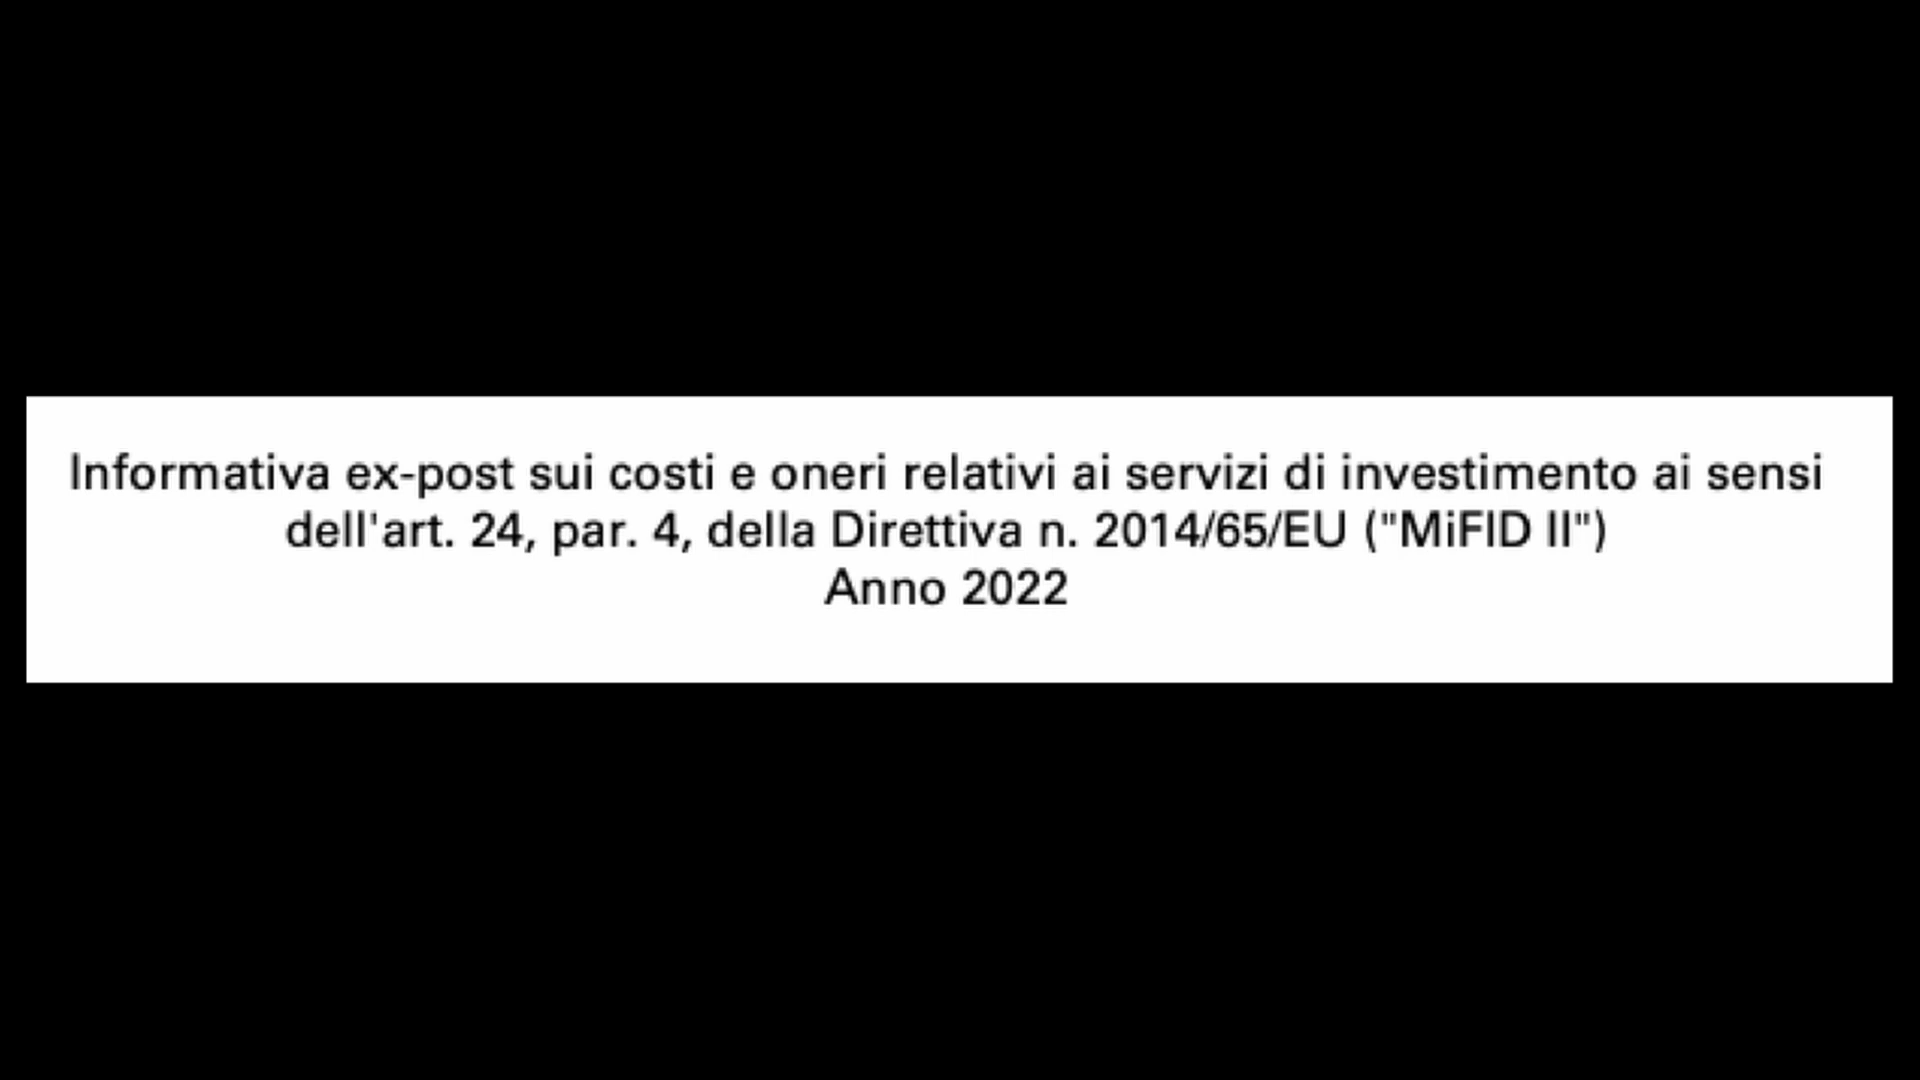 Informativa ex-post sui costi e oneri relativi ai servizi di investimento ai sensi
dell'art. 24, par. 4, della Direttiva n. 2014/65/EU ("MiFID II")
Anno 2022